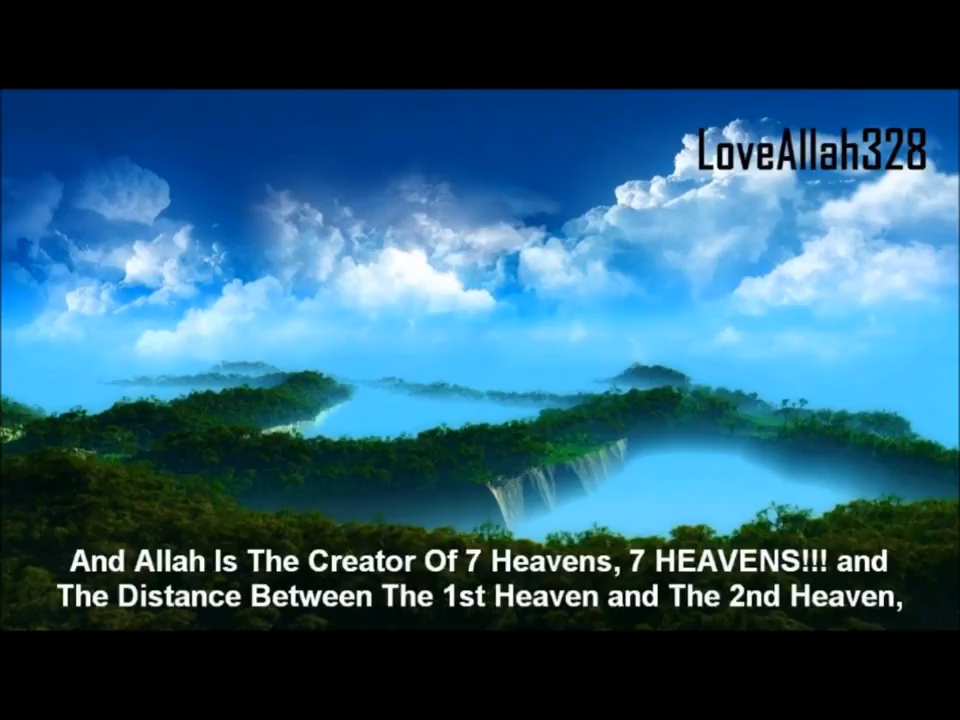 LoveAllah328
And Allah Is The Creator Of 7 Heavens, 7 HEAVENS!!! and
The Distance Between The 1st Heaven and The 2nd Heaven,